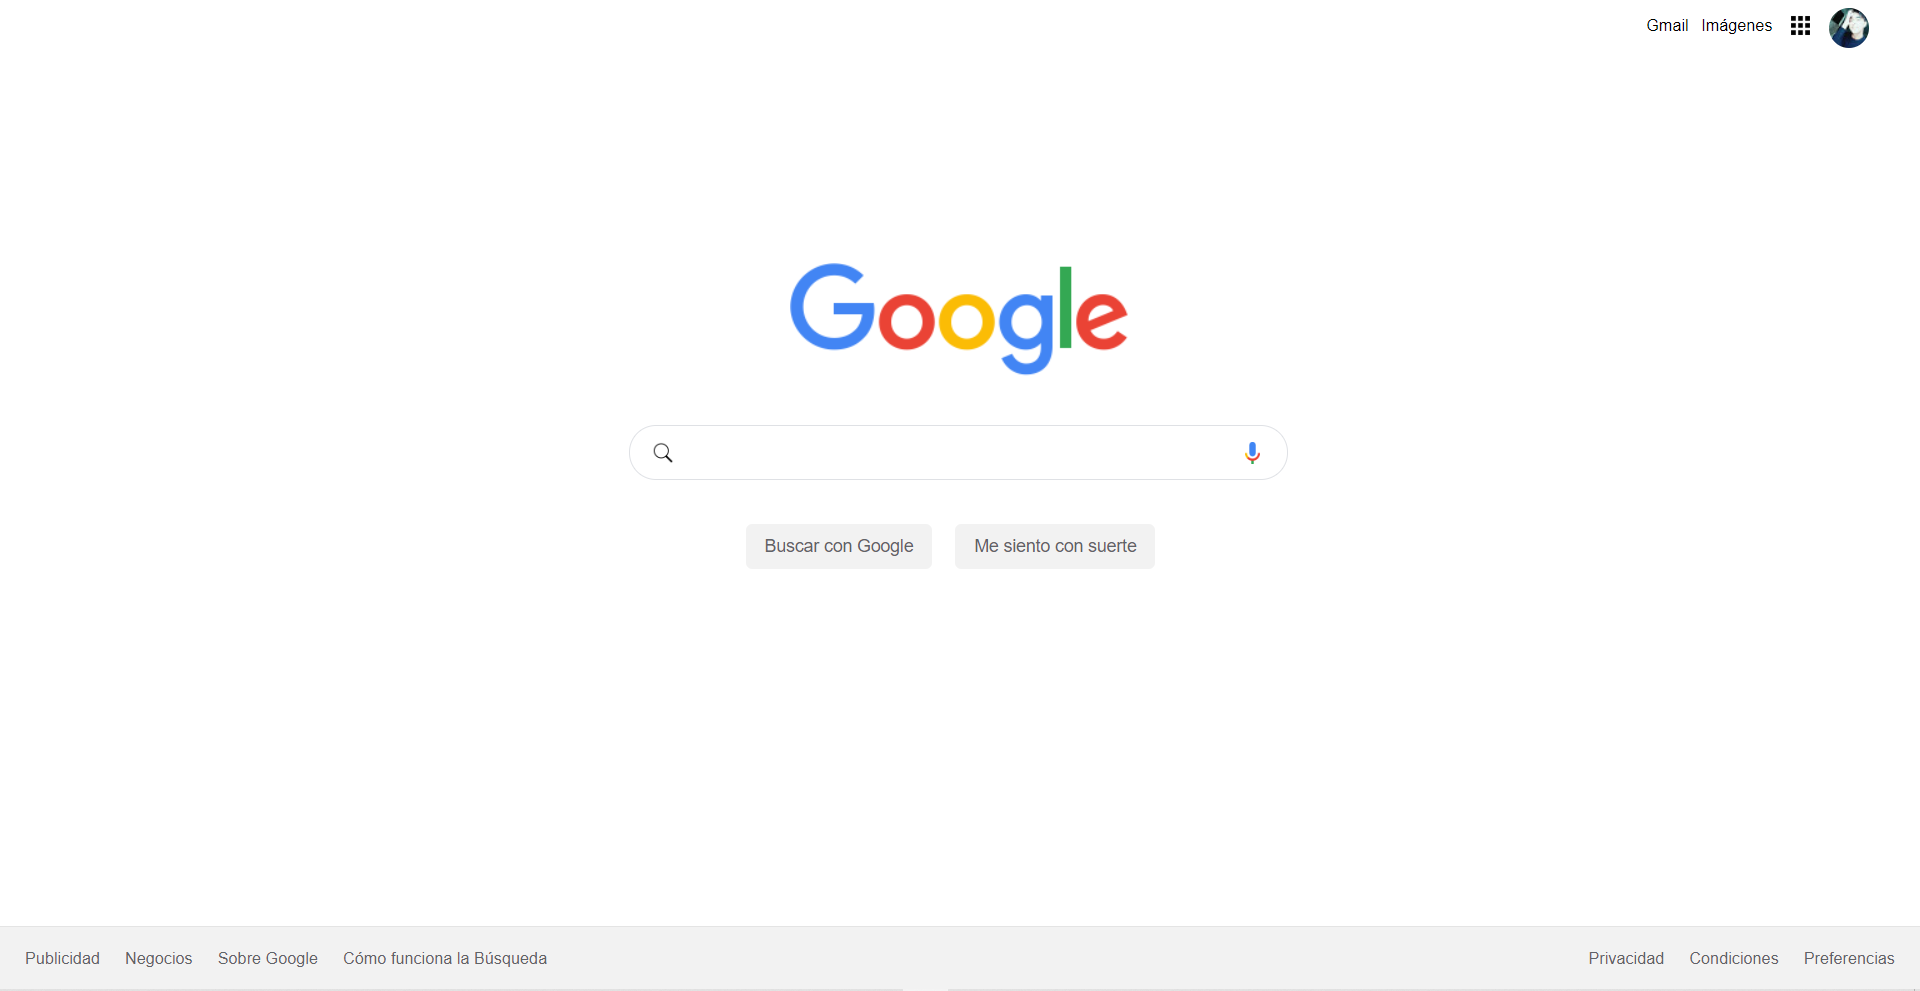 Gmail Imágenes
Google
Buscar con Google Me siento con suerte
Publicidad Negocios Sobre Google Cómo funciona la Búsqueda Privacidad Condiciones Preferencias